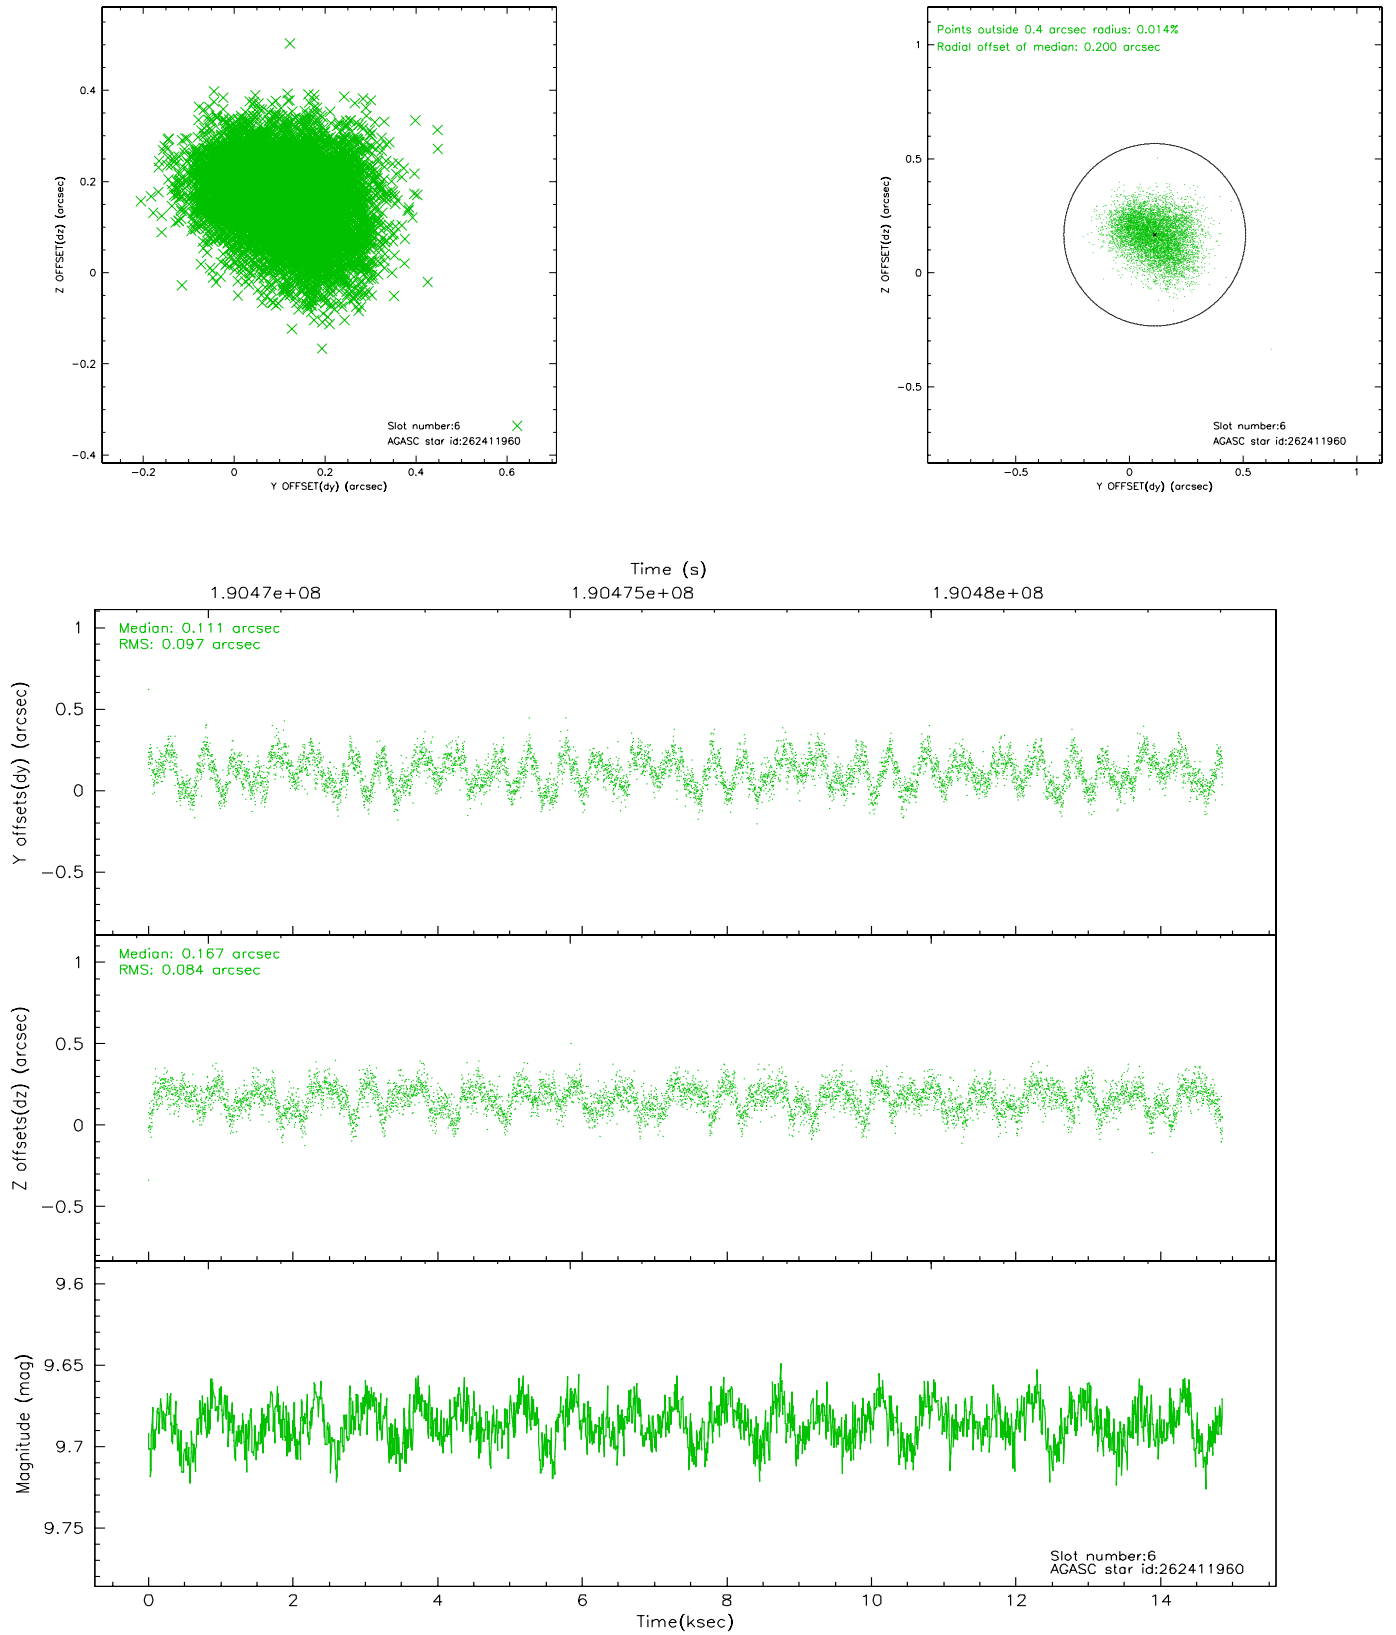 0.4
0.2
0
−0.2
−0.4
Z OFFSET(dz) (arcsec)
−0.2
0
0.2
0.4
0.6
Y OFFSET(dy) (arcsec)
Slot number:6
AGASC star id:262411960
Points outside 0.4 arcsec radius: 0.014%
Radial offset of median: 0.200 arcsec
1
0.5
0
−0.5
Z OFFSET(dz) (arcsec)
−0.5
0
0.5
1
Y OFFSET(dy) (arcsec)
Slot number:6
AGASC star id:262411960
Time (s)
1.9047e+08
1.90475e+08
1.9048e+08
Median: 0.111 arcsec
RMS: 0.097 arcsec
1
0.5
0
−0.5
Y offsets(dy) (arcsec)
Median: 0.167 arcsec
RMS: 0.084 arcsec
1
0.5
0
−0.5
Z offsets(dz) (arcsec)
9.6
9.65
9.7
9.75
Magnitude (mag)
Slot number:6
AGASC star id:262411960
0
2
4
6
8
10
12
14
Time(ksec)